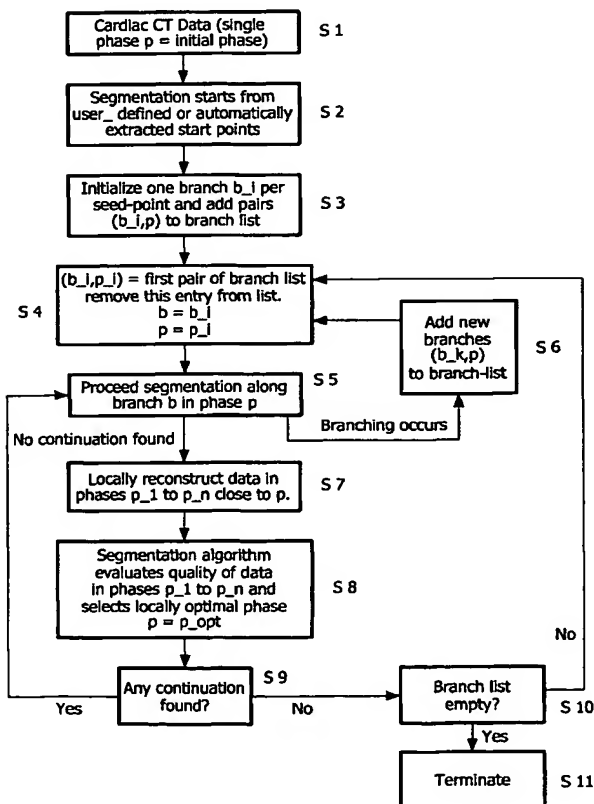 Cardiac CT Data (single
phase p = initial phase)
S 1
Segmentation starts from
user_ defined or automatically
extracted start points
S 2
Initialize one branch b_i per
seed-point and add pairs
(b_i,p) to branch list
S 3
(b_i,p_i) = first pair of branch list
remove this entry from list.
b = b_i
p = p_i
S 4
Add new
branches
(b_k,p)
to branch-list
S 6
S 5
Proceed segmentation along
branch b in phase p
No continuation found
Branching occurs
Locally reconstruct data in
phases p_1 to p_n close to p.
S 7
Segmentation algorithm
evaluates quality of data
in phases p_1 to p_n and
selects locally optimal phase
p = p_opt
S 8
No
S 9
Any continuation
found?
Yes
No
Branch list
empty?
S 10
Yes
Terminate
S 11